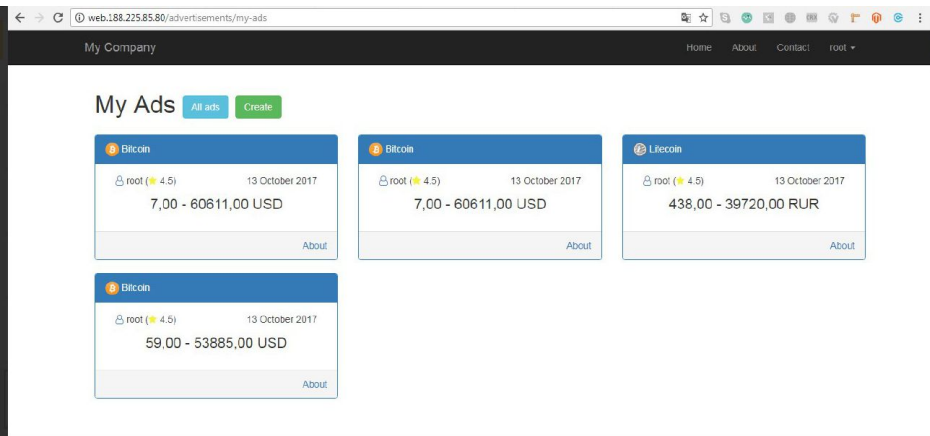 web.188.225.85.80/advertisements/my-ads
My Company Home About Contact root
My Ads All ads Create
Bitcoin
root ( 4.5) 13 October 2017
7,00 - 60611,00 USD
About
Bitcoin
root ( 4.5) 13 October 2017
7,00 - 60611,00 USD
About
Litecoin
root ( 4.5) 13 October 2017
438,00 - 39720,00 RUR
About
Bitcoin
root ( 4.5) 13 October 2017
59,00 - 53885,00 USD
About